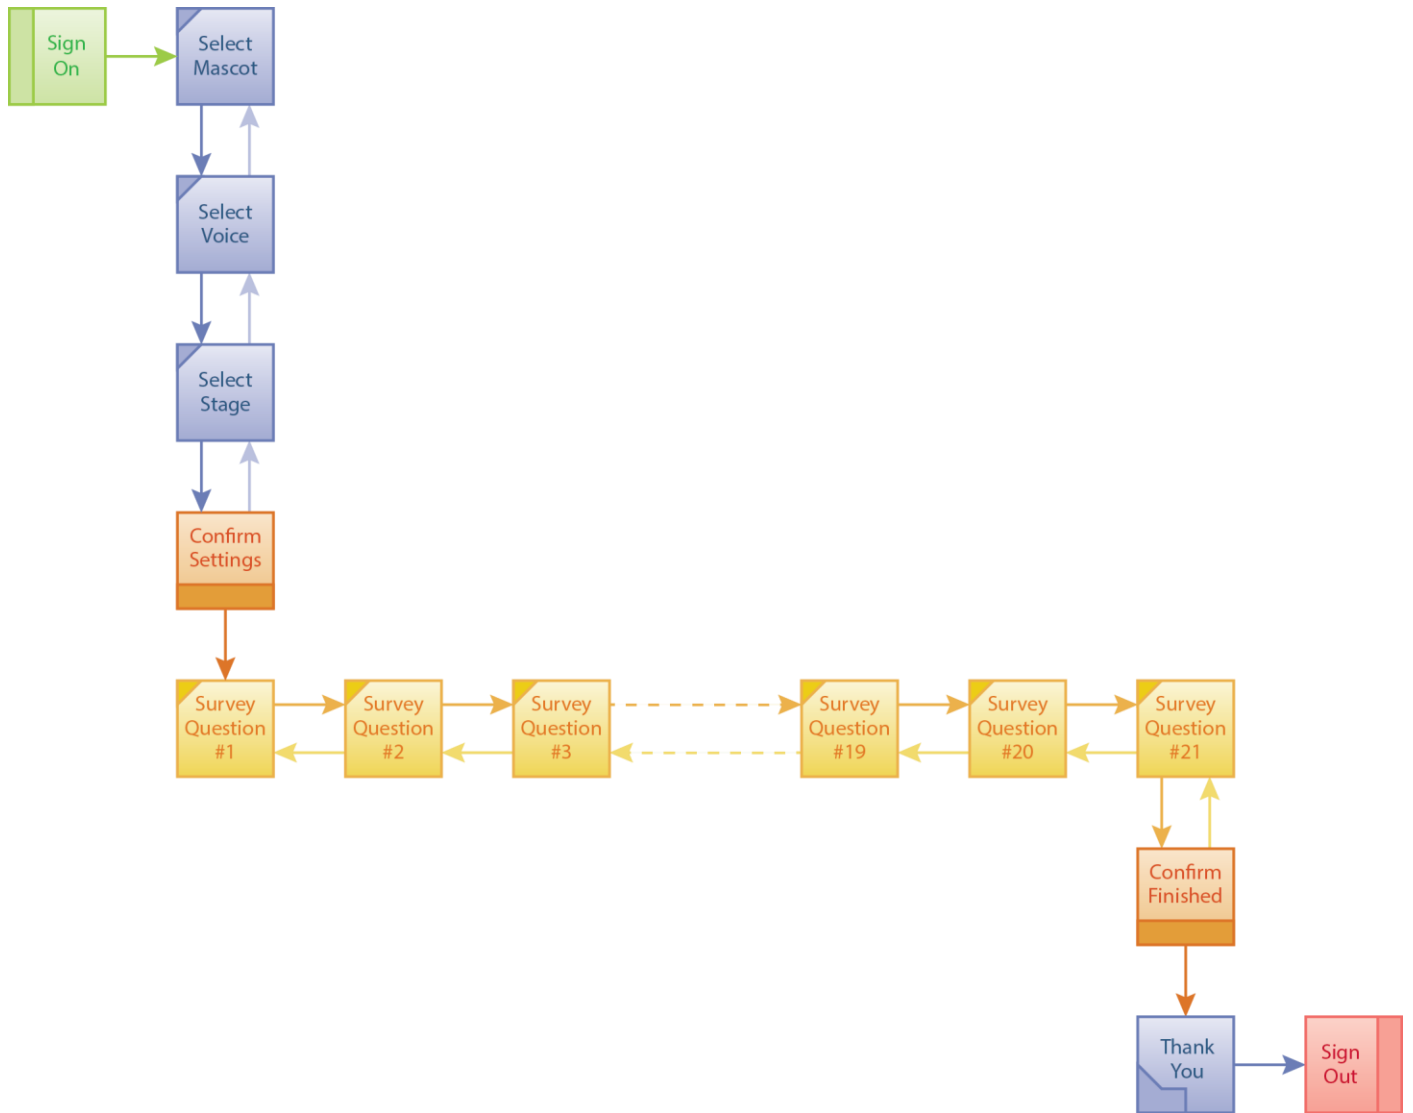 Sign
On
Select
Mascot
Select
Voice
Select
Stage
Confirm
Settings
Survey
Question
#1
Survey
Question
#2
Survey
Question
#3
Survey
Question
#19
Survey
Question
#20
Survey
Question
#21
Confirm
Finished
Thank
You
Sign
Out